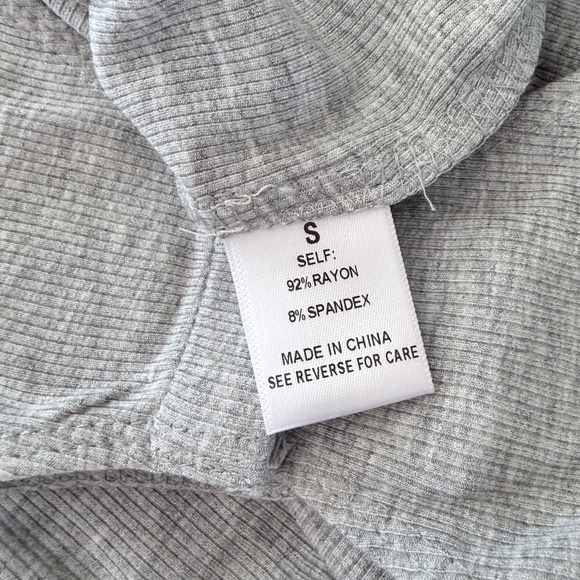 S
SELF:
92% RAYON
8% SPANDEX
MADE IN CHINA
SEE REVERSE FOR CARE